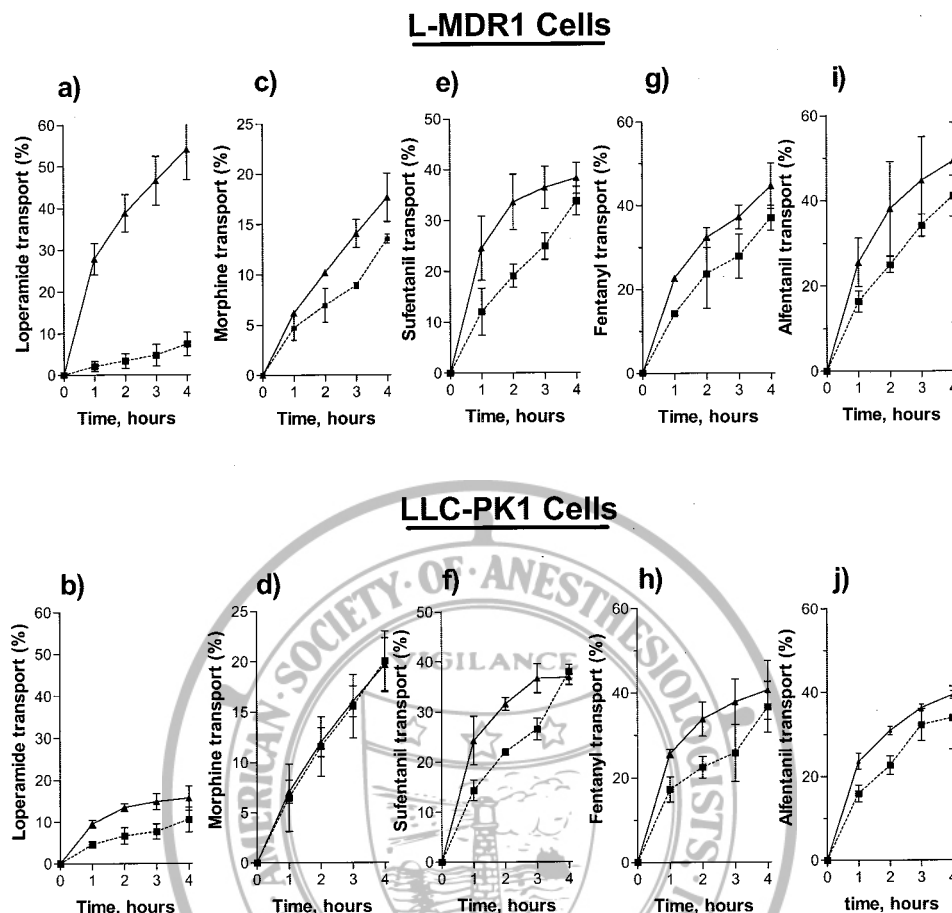 L-MDR1 Cells
a)
Loperamide transport (%)
60
50
40
30
20
10
0
0 1 2 3 4
Time, hours
c)
Morphine transport (%)
25
20
15
10
5
0
0 1 2 3 4
Time, hours
e)
Sufentanil transport (%)
50
40
30
20
10
0
0 1 2 3 4
Time, hours
g)
Fentanyl transport (%)
60
40
20
0
0 1 2 3 4
Time, hours
i)
Alfentanil transport (%)
60
40
20
0
0 1 2 3 4
Time, hours
LLC-PK1 Cells
b)
Loperamide transport (%)
60
50
40
30
20
10
0
0 1 2 3 4
Time, hours
d)
Morphine transport (%)
25
20
15
10
5
0
0 1 2 3 4
Time, hours
f)
Sufentanil transport (%)
50
40
30
20
10
0
0 1 2 3 4
Time, hours
h)
Fentanyl transport (%)
60
40
20
0
0 1 2 3 4
Time, hours
j)
Alfentanil transport (%)
60
40
20
0
0 1 2 3 4
time, hours
AMERICAN·SOCIETY·OF·ANESTHESIOLOGISTS·
VIGILANCE